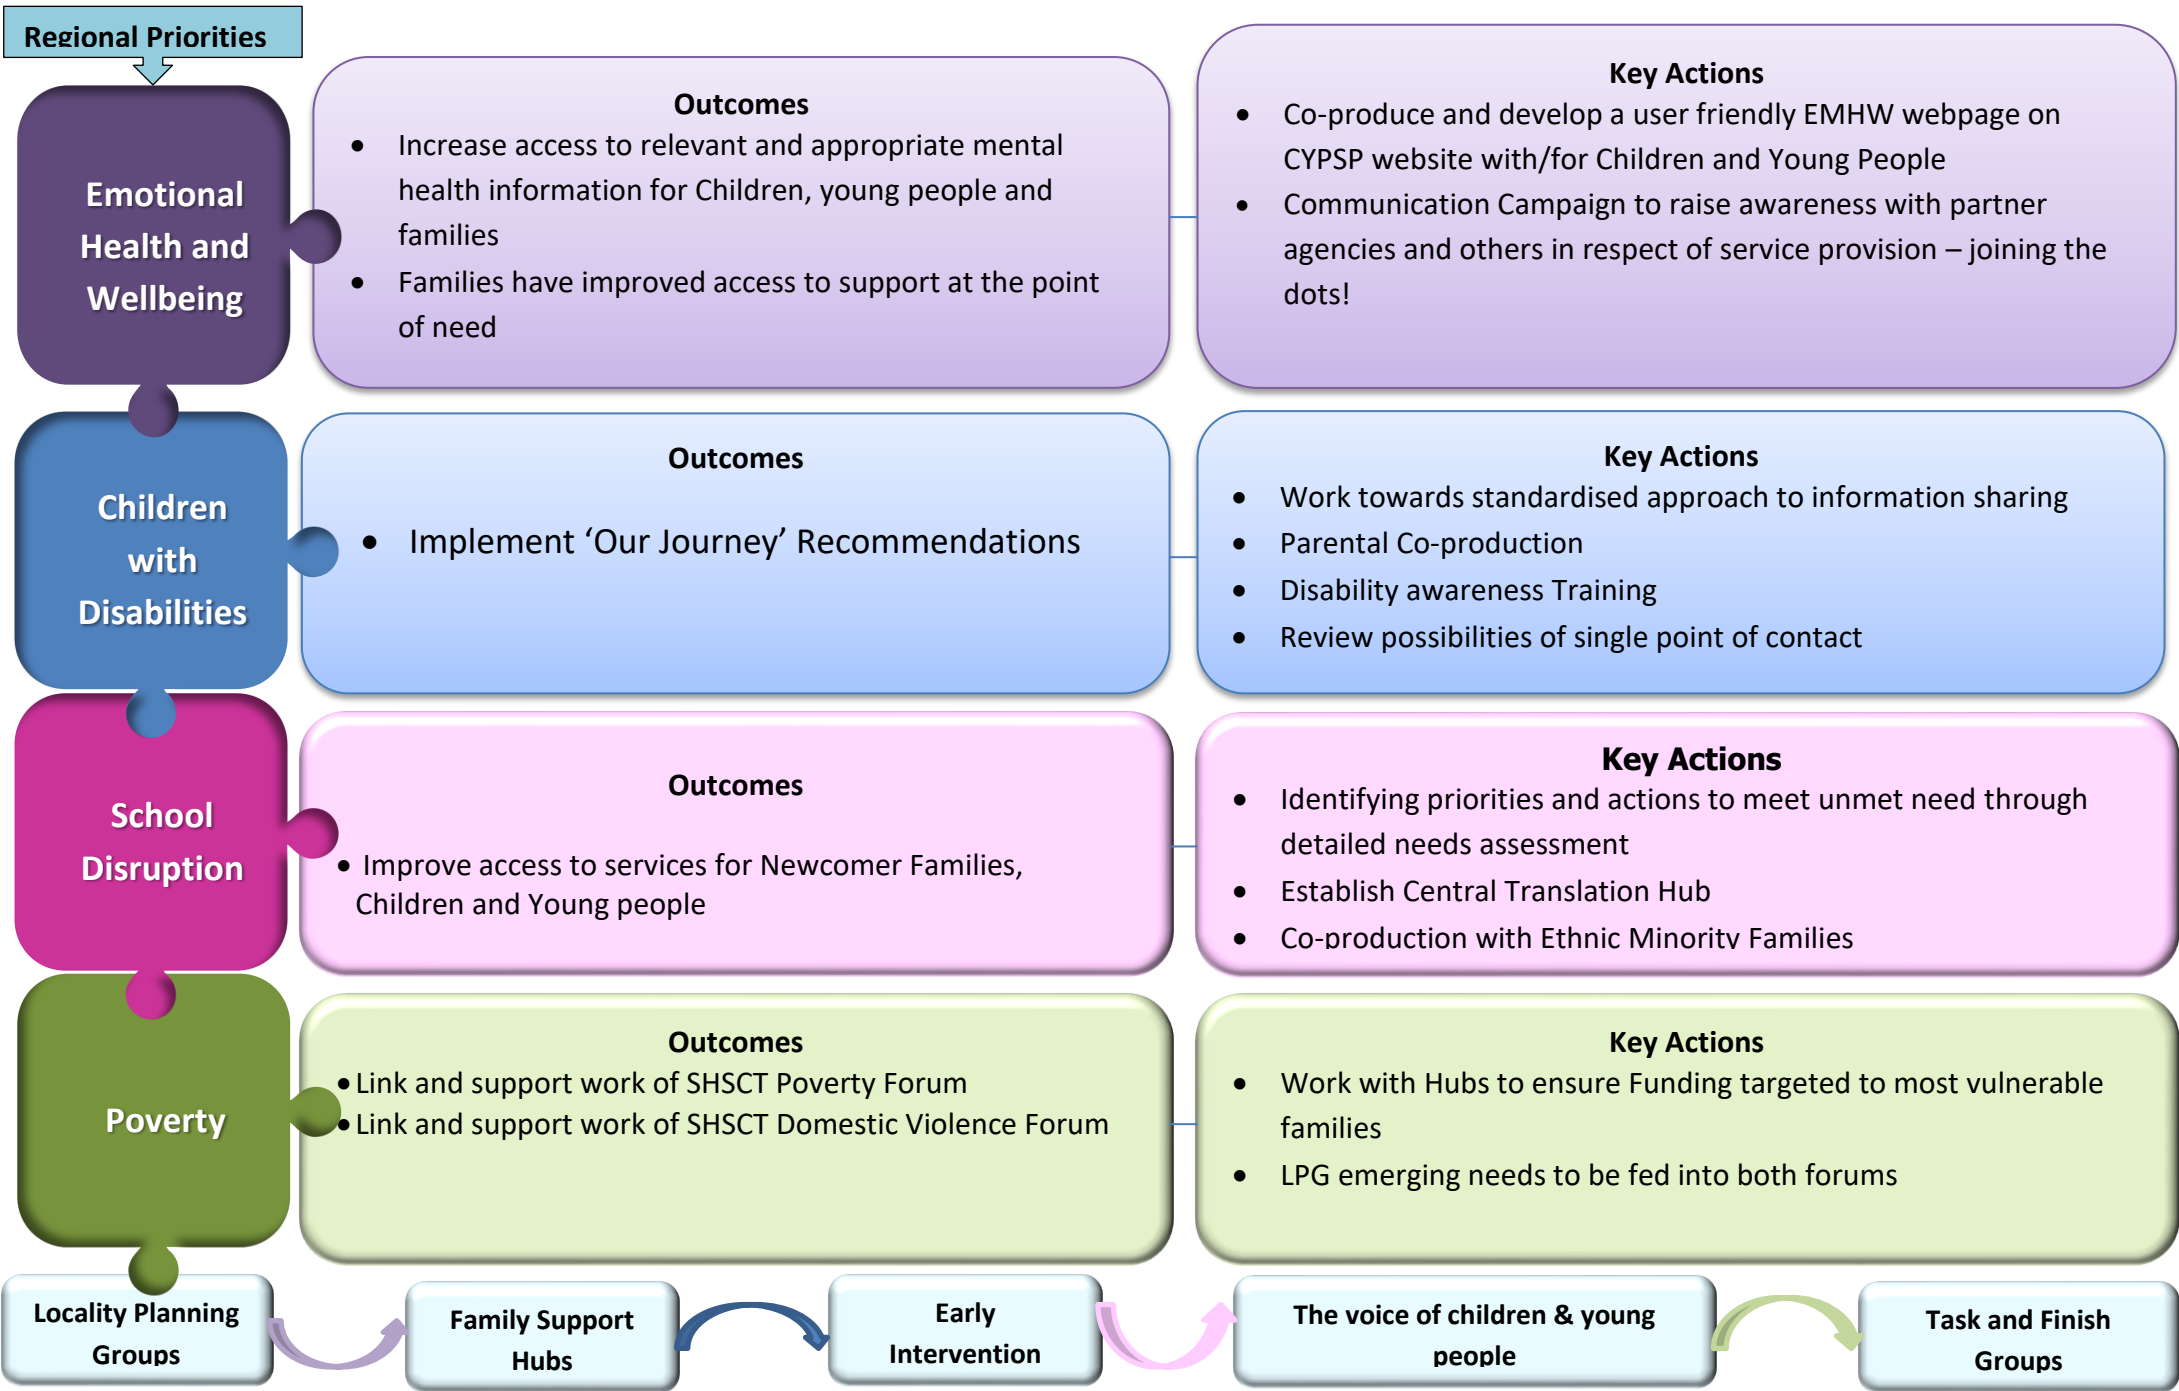 Regional Priorities
Emotional
Health and
Wellbeing
Outcomes
• Increase access to relevant and appropriate mental
health information for Children, young people and
families
• Families have improved access to support at the point
of need
Key Actions
• Co-produce and develop a user friendly EMHW webpage on
CYPSP website with/for Children and Young People
• Communication Campaign to raise awareness with partner
agencies and others in respect of service provision – joining the
dots!
Children
with
Disabilities
Outcomes
• Implement ‘Our Journey’ Recommendations
Key Actions
• Work towards standardised approach to information sharing
• Parental Co-production
• Disability awareness Training
• Review possibilities of single point of contact
School
Disruption
Outcomes
• Improve access to services for Newcomer Families,
Children and Young people
Key Actions
• Identifying priorities and actions to meet unmet need through
detailed needs assessment
• Establish Central Translation Hub
• Co-production with Ethnic Minority Families
Poverty
Outcomes
• Link and support work of SHSCT Poverty Forum
• Link and support work of SHSCT Domestic Violence Forum
Key Actions
• Work with Hubs to ensure Funding targeted to most vulnerable
families
• LPG emerging needs to be fed into both forums
Locality Planning
Groups
Family Support
Hubs
Early
Intervention
The voice of children & young
people
Task and Finish
Groups